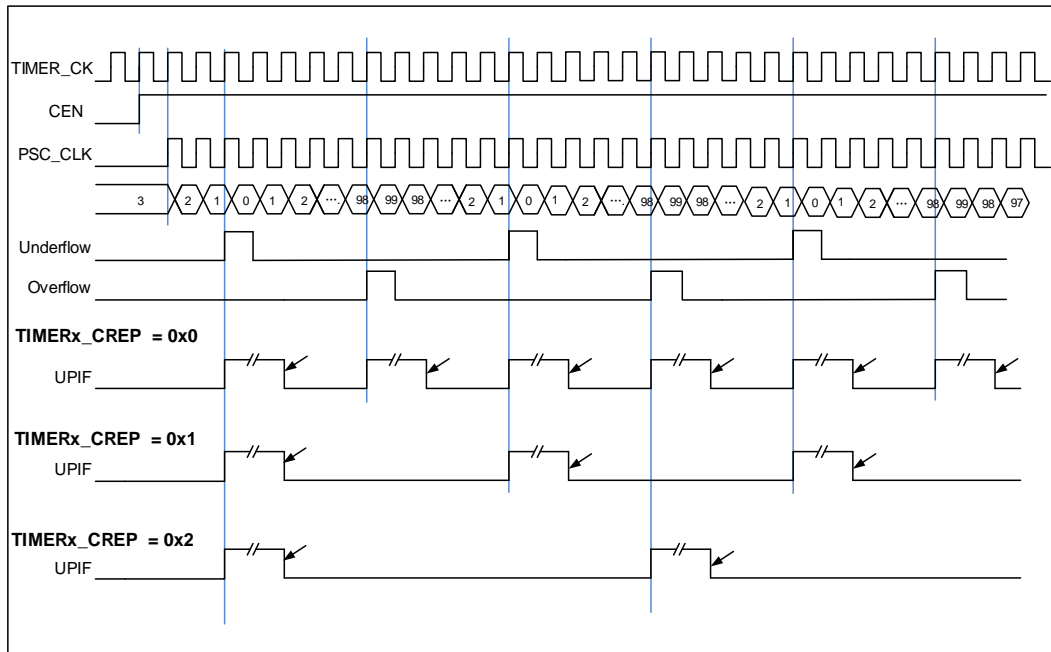 TIMER_CK
CEN
PSC_CLK
3 2 1 0 1 2 .... 98 99 98 ... 2 1 0 1 2 .... 98 99 98 ... 2 1 0 1 2 ... 98 99 98 97
Underflow
Overflow
TIMERx_CREP = 0x0
UPIF
TIMERx_CREP = 0x1
UPIF
TIMERx_CREP = 0x2
UPIF